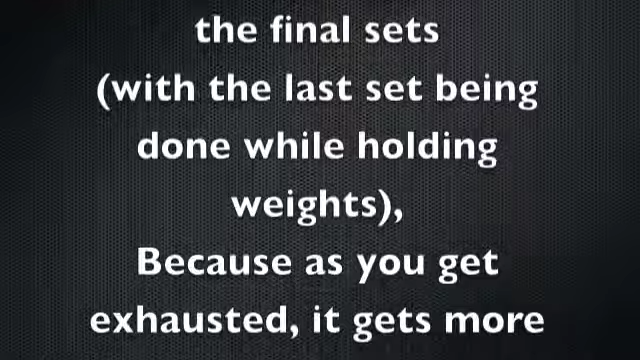 the final sets
(with the last set being
done while holding
weights),
Because as you get
exhausted, it gets more